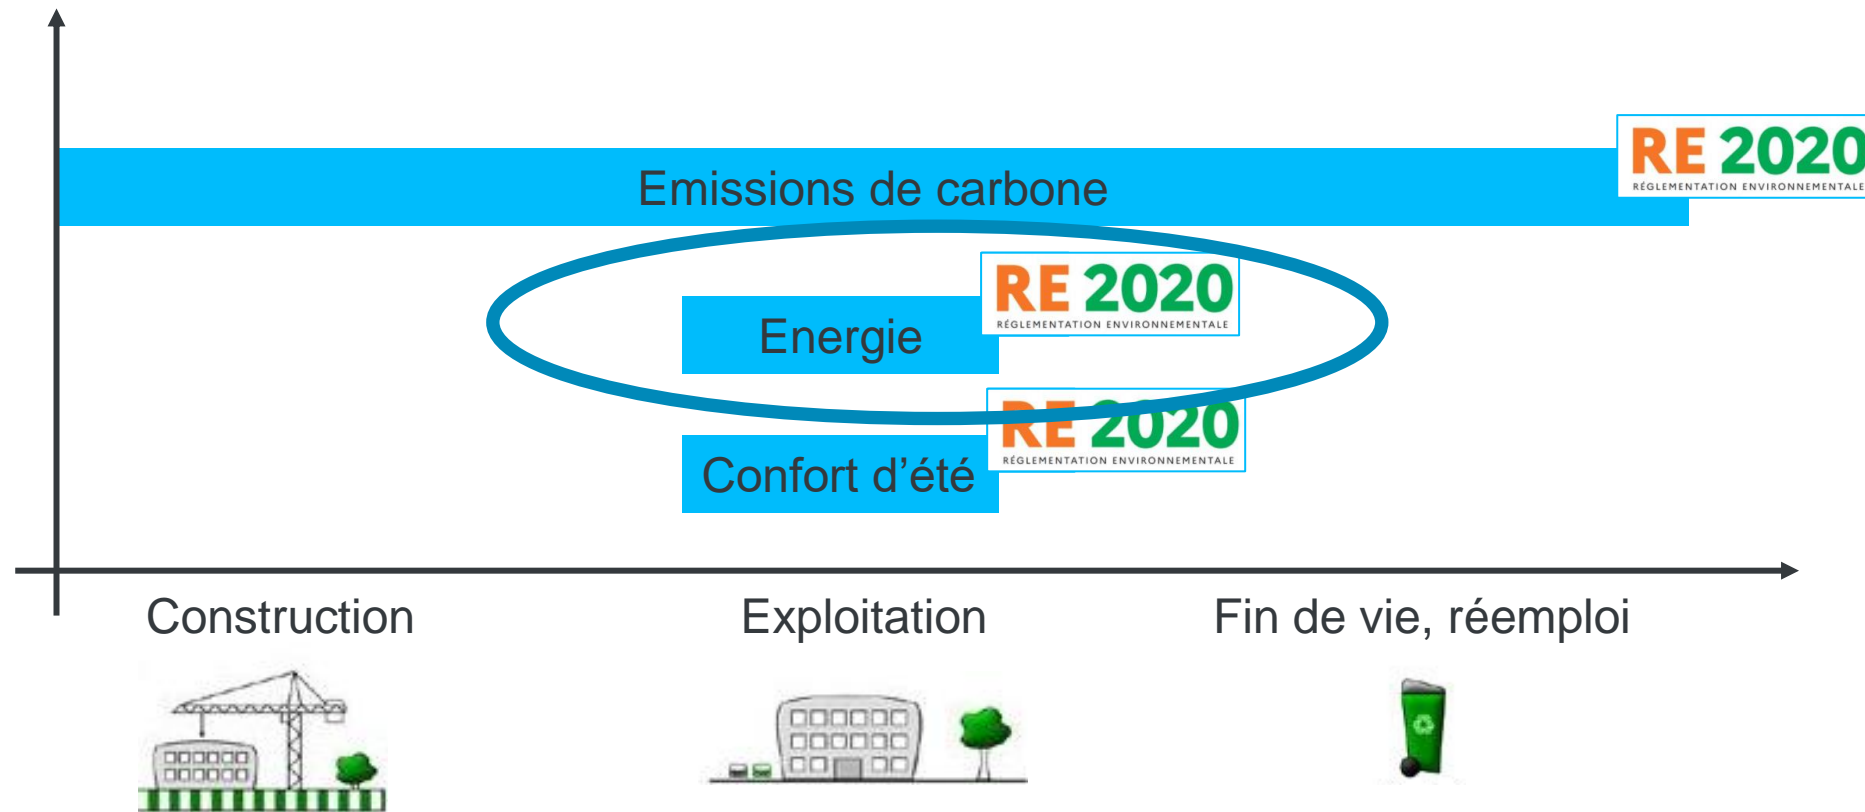 RE 2020
RÉGLEMENTATION ENVIRONNEMENTALE
Emissions de carbone
RE 2020
RÉGLEMENTATION ENVIRONNEMENTALE
Energie
RE 2020
RÉGLEMENTATION ENVIRONNEMENTALE
Confort d’été
Construction
Exploitation
Fin de vie, réemploi